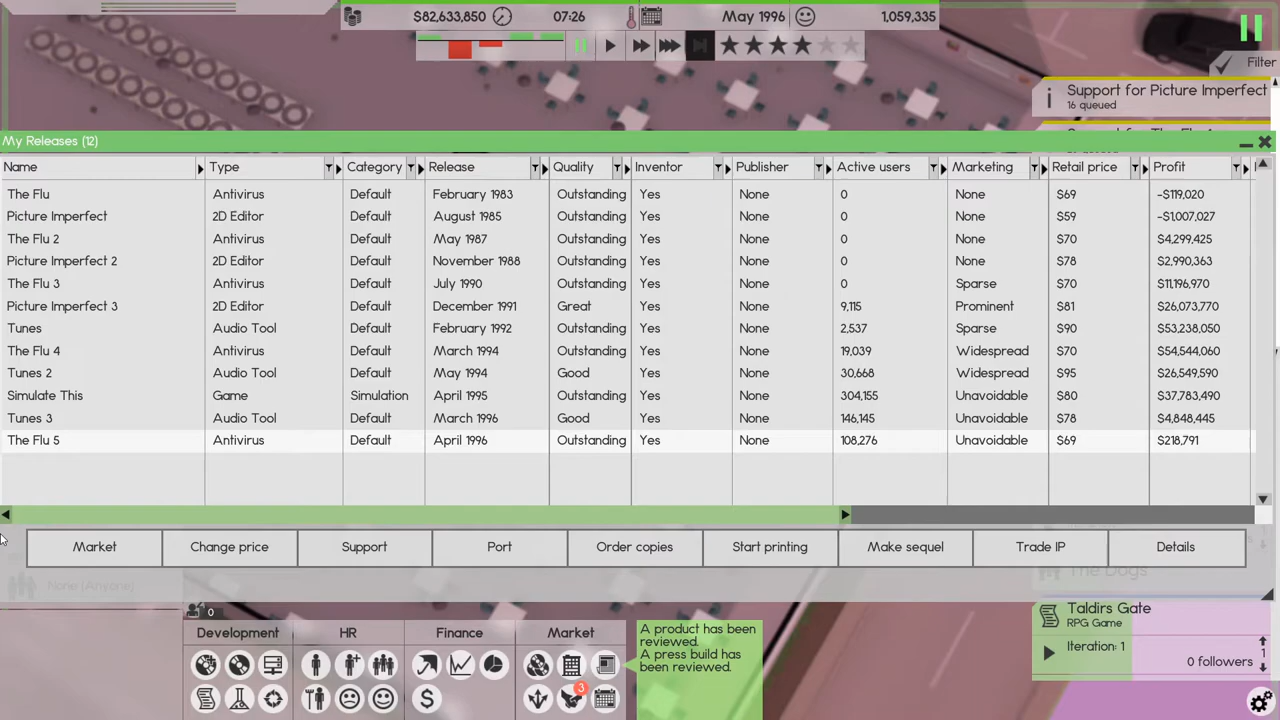 $82,633,850 07:26 May 1996 1,059,335
Filter
Support for Picture Imperfect
16 queued
My Releases (12)
Name Type Category Release Quality Inventor Publisher Active users Marketing Retail price Profit
The Flu Antivirus Default February 1983 Outstanding Yes None 0 None $69 -$119,020
Picture Imperfect 2D Editor Default August 1985 Outstanding Yes None 0 None $59 -$1,007,027
The Flu 2 Antivirus Default May 1987 Outstanding Yes None 0 None $70 $4,299,425
Picture Imperfect 2 2D Editor Default November 1988 Outstanding Yes None 0 None $78 $2,990,363
The Flu 3 Antivirus Default July 1990 Outstanding Yes None 0 Sparse $70 $11,196,970
Picture Imperfect 3 2D Editor Default December 1991 Great Yes None 9,115 Prominent $81 $26,073,770
Tunes Audio Tool Default February 1992 Outstanding Yes None 2,537 Sparse $90 $53,238,050
The Flu 4 Antivirus Default March 1994 Outstanding Yes None 19,039 Widespread $70 $54,544,060
Tunes 2 Audio Tool Default May 1994 Good Yes None 30,668 Widespread $95 $26,549,590
Simulate This Game Simulation April 1995 Outstanding Yes None 304,155 Unavoidable $80 $37,783,490
Tunes 3 Audio Tool Default March 1996 Good Yes None 146,145 Unavoidable $78 $4,848,445
The Flu 5 Antivirus Default April 1996 Outstanding Yes None 108,276 Unavoidable $69 $218,791
Market Change price Support Port Order copies Start printing Make sequel Trade IP Details
None (Anyone)
The Dogs
0
Development HR Finance Market
3
A product has been
reviewed.
A press build has
been reviewed.
Taldirs Gate
RPG Game
Iteration: 1
1
0 followers